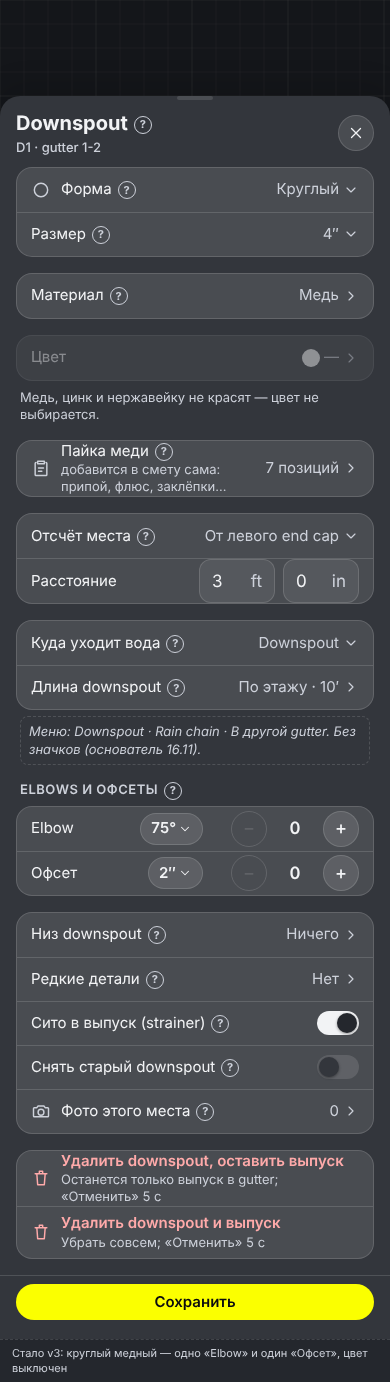 Downspout ?
D1 · gutter 1-2
Форма ? Круглый
Размер ? 4″
Материал ? Медь
Цвет —
Медь, цинк и нержавейку не красят — цвет не
выбирается.
Пайка меди ?
добавится в смету сама:
припой, флюс, заклёпки...
7 позиций
Отсчёт места ? От левого end cap
Расстояние 3 ft 0 in
Куда уходит вода ? Downspout
Длина downspout ? По этажу · 10′
Меню: Downspout · Rain chain · В другой gutter. Без
значков (основатель 16.11).
ELBOWS И ОФСЕТЫ ?
Elbow 75° − 0 +
Офсет 2″ − 0 +
Низ downspout ? Ничего
Редкие детали ? Нет
Сито в выпуск (strainer) ?
Снять старый downspout ?
Фото этого места ? 0
Удалить downspout, оставить выпуск
Останется только выпуск в gutter;
«Отменить» 5 с
Удалить downspout и выпуск
Убрать совсем; «Отменить» 5 с
Сохранить
Стало v3: круглый медный — одно «Elbow» и один «Офсет», цвет
выключен